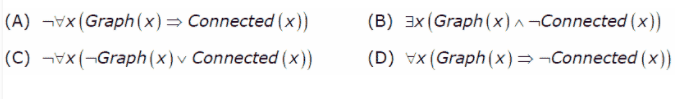 (A) ¬∀x(Graph(x)⇒Connected(x)) (B) ∃x(Graph(x)∧¬Connected(x))
(C) ¬∀x(¬Graph(x)∨Connected(x)) (D) ∀x(Graph(x)⇒¬Connected(x))